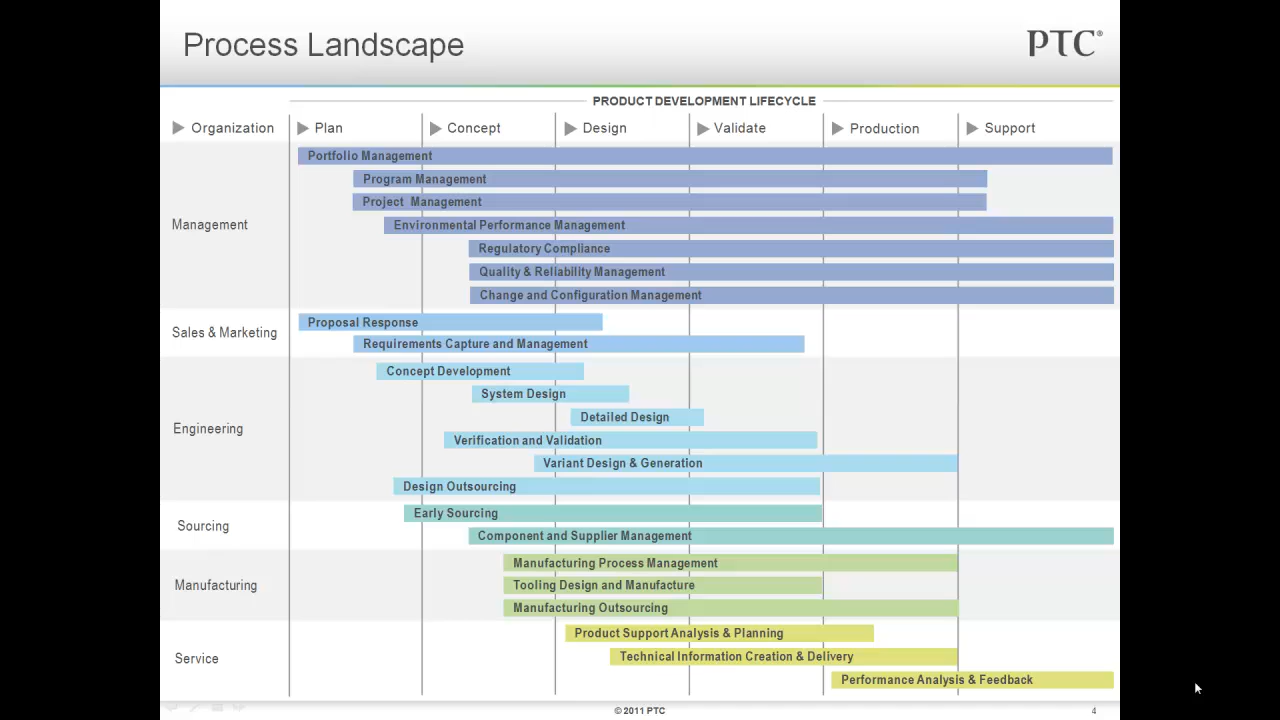 Process Landscape
PTC®
PRODUCT DEVELOPMENT LIFECYCLE
Organization Plan Concept Design Validate Production Support
Management
Portfolio Management
Program Management
Project Management
Environmental Performance Management
Regulatory Compliance
Quality & Reliability Management
Change and Configuration Management
Sales & Marketing
Proposal Response
Requirements Capture and Management
Engineering
Concept Development
System Design
Detailed Design
Verification and Validation
Variant Design & Generation
Design Outsourcing
Sourcing
Early Sourcing
Component and Supplier Management
Manufacturing
Manufacturing Process Management
Tooling Design and Manufacture
Manufacturing Outsourcing
Service
Product Support Analysis & Planning
Technical Information Creation & Delivery
Performance Analysis & Feedback
© 2011 PTC
4